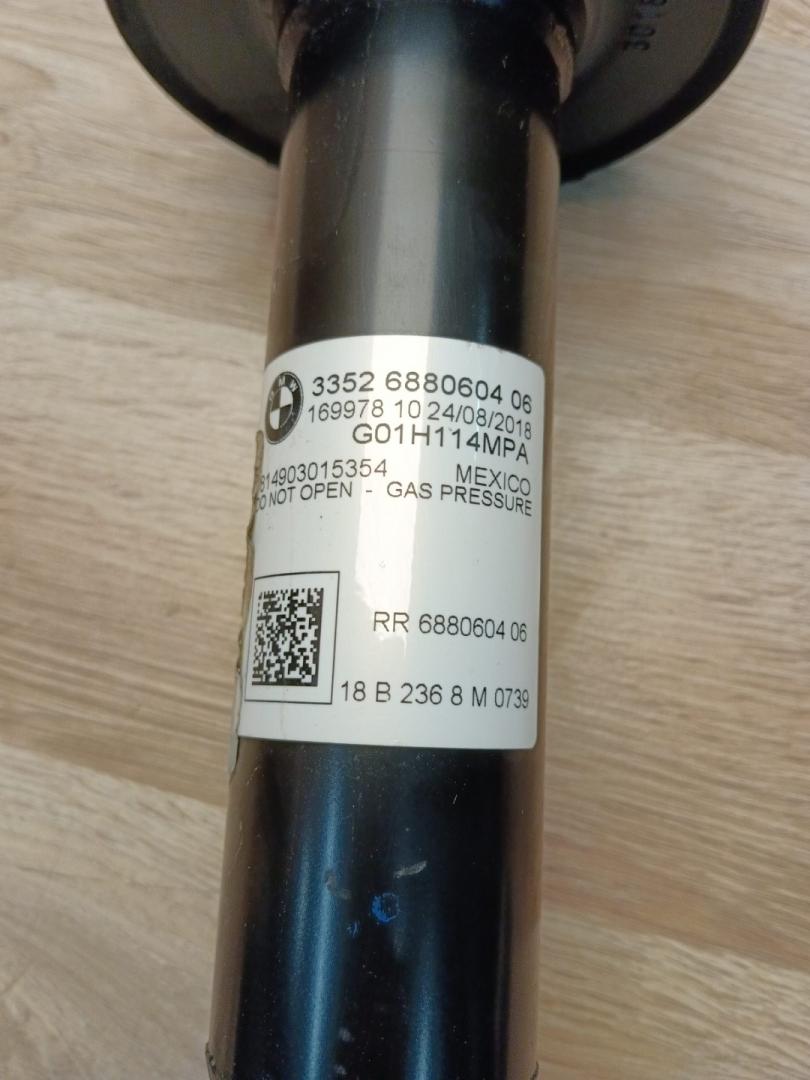 BMW
3352 6880604 06
169978 10 24/08/2018
G01H114MPA
814903015354 MEXICO
DO NOT OPEN - GAS PRESSURE
RR 6880604 06
18 B 236 8 M 0739